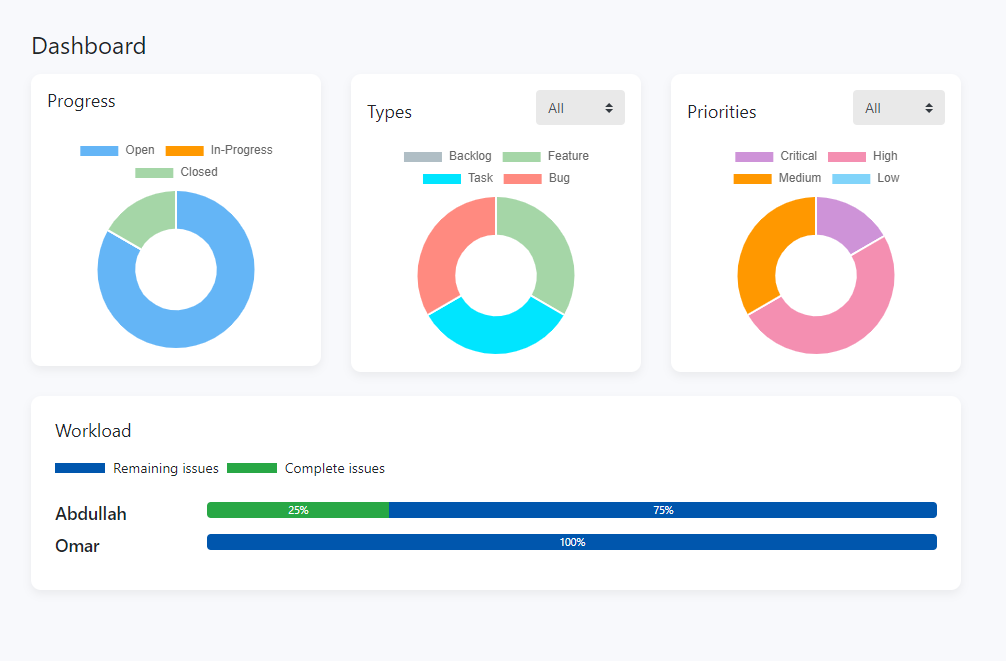 Dashboard
Progress
Open In-Progress
Closed
Types
All
Backlog Feature
Task Bug
Priorities
All
Critical High
Medium Low
Workload
Remaining issues Complete issues
Abdullah 25% 75%
Omar 100%